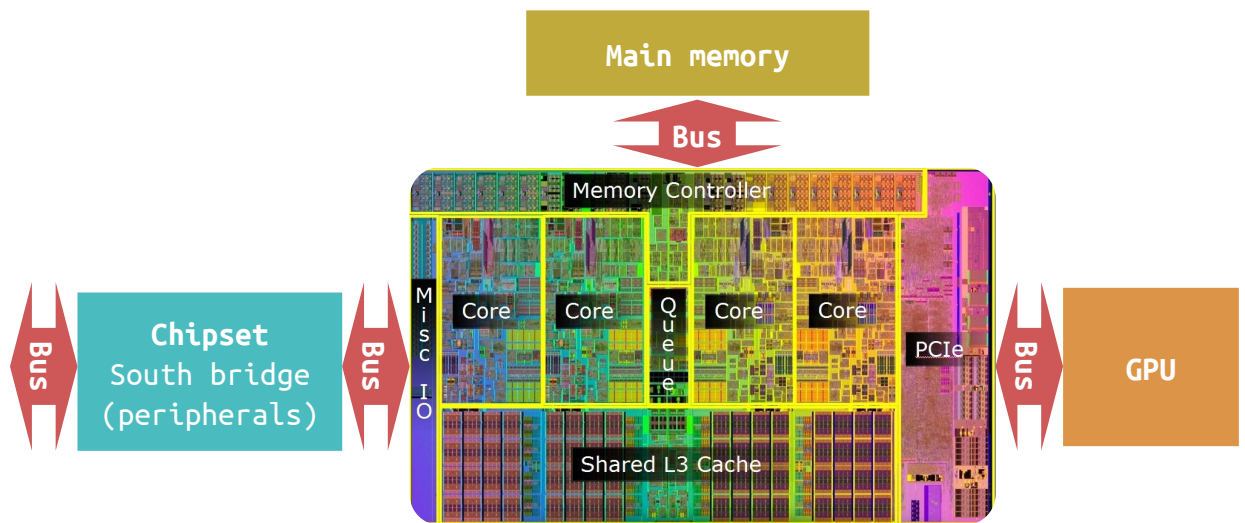 Main memory
Bus
Memory Controller
Bus
Chipset
South bridge
(peripherals)
Bus
Misc IO
Core
Core
Queue
Core
Core
PCIe
Bus
GPU
Shared L3 Cache